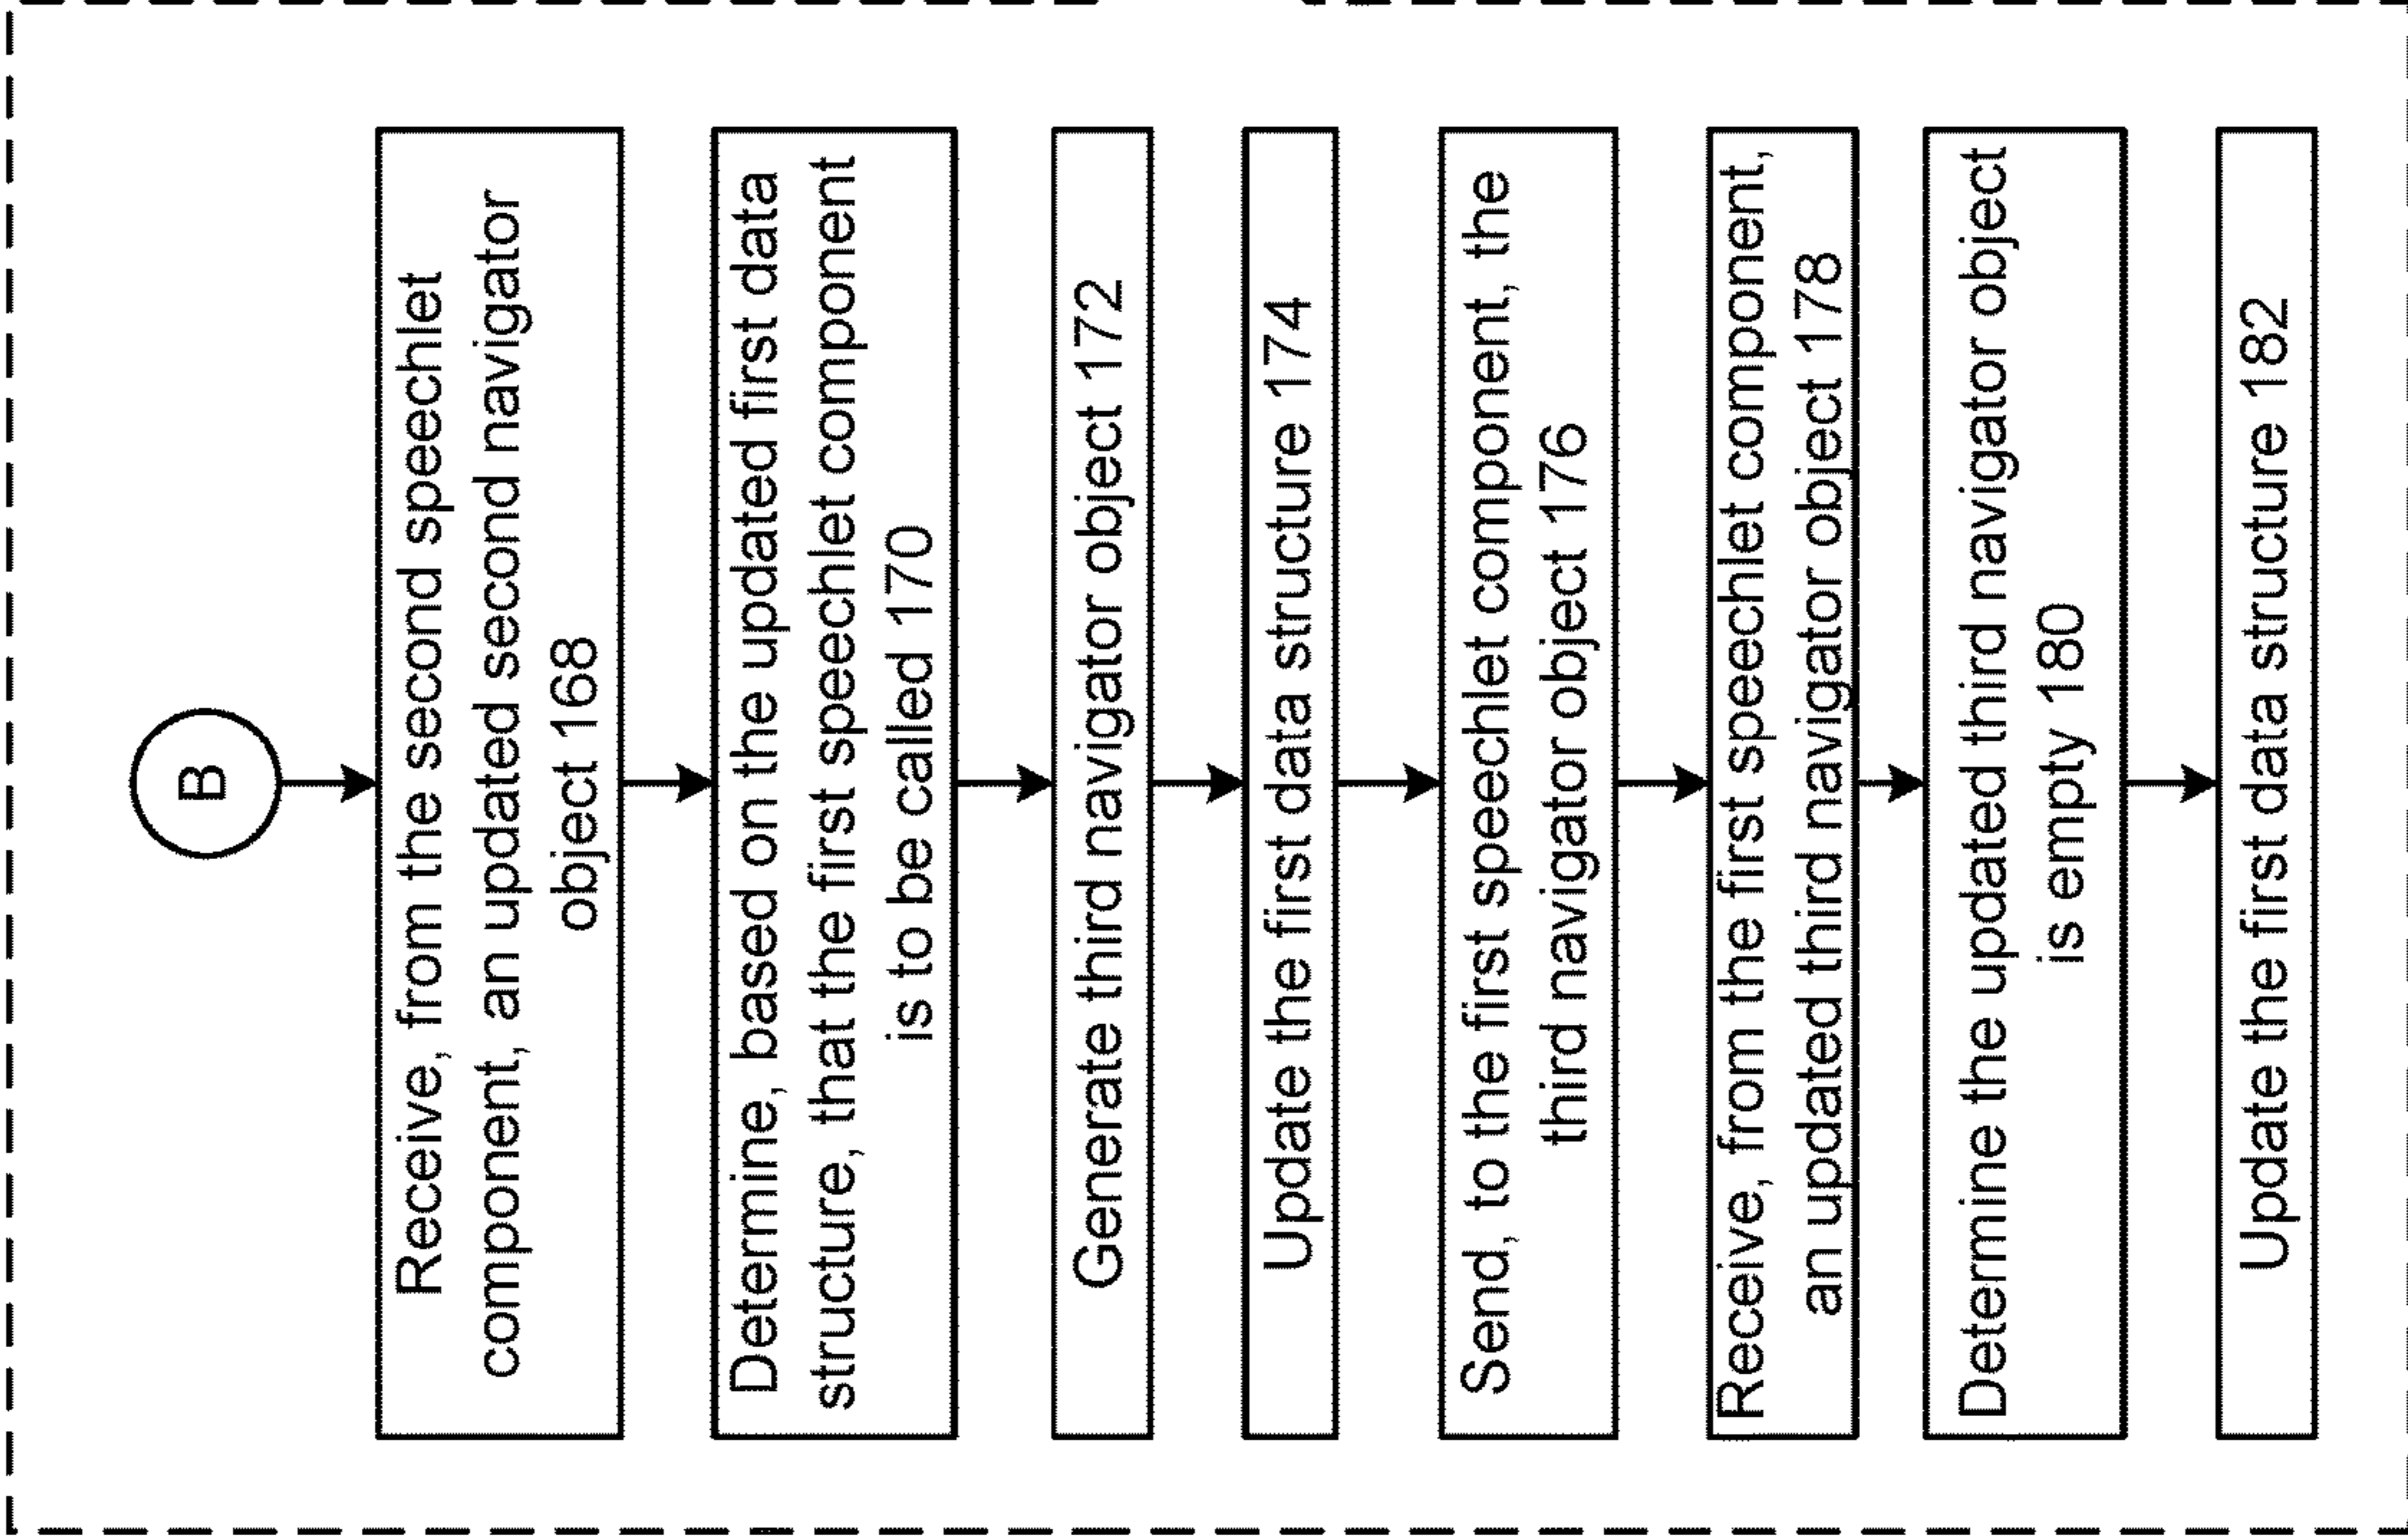 B
Receive, from the second speechlet
component, an updated second navigator
object 168
Determine, based on the updated first data
structure, that the first speechlet component
is to be called 170
Generate third navigator object 172
Update the first data structure 174
Send, to the first speechlet component, the
third navigator object 176
Receive, from the first speechlet component,
an updated third navigator object 178
Determine the updated third navigator object
is empty 180
Update the first data structure 182